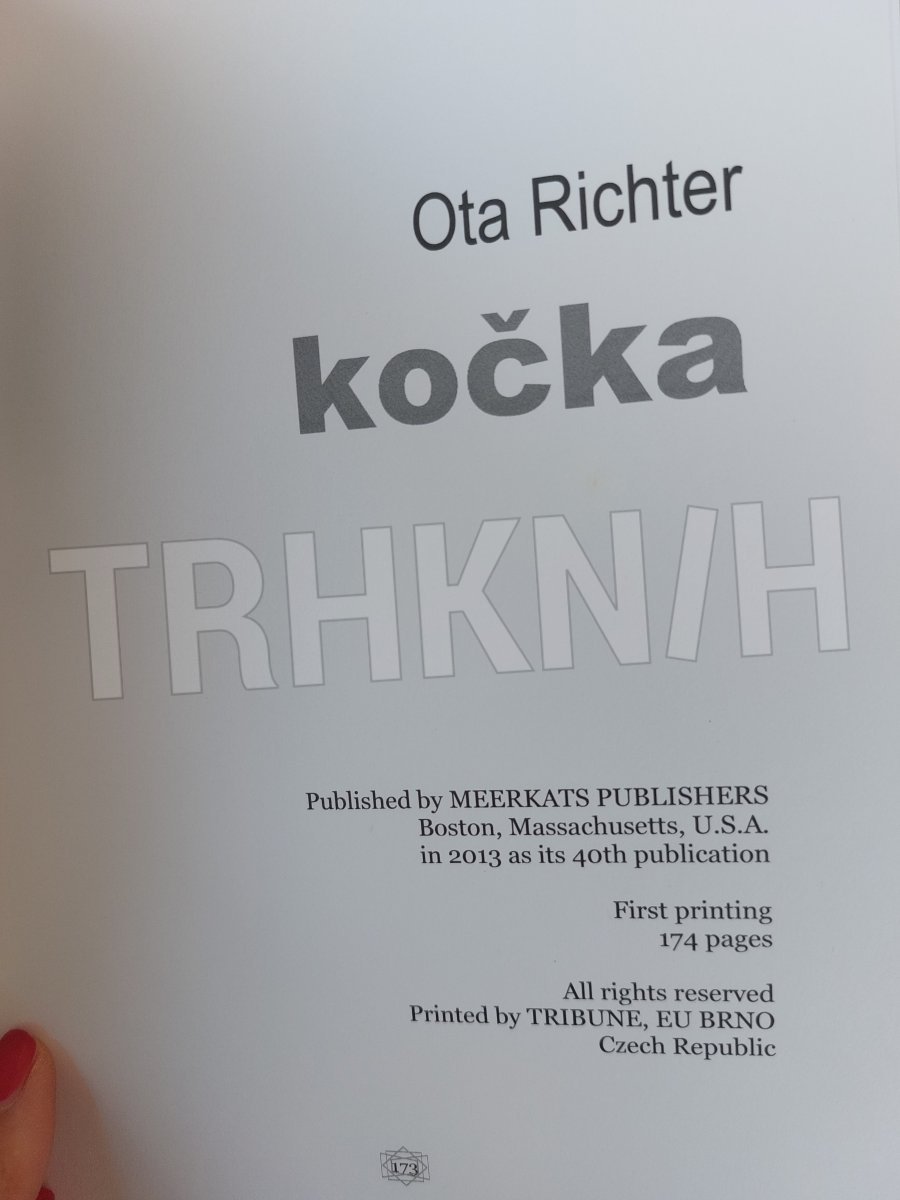 Ota Richter
kočka
TRHKN/H
Published by MEERKATS PUBLISHERS
Boston, Massachusetts, U.S.A.
in 2013 as its 40th publication
First printing
174 pages
All rights reserved
Printed by TRIBUNE, EU BRNO
Czech Republic
173